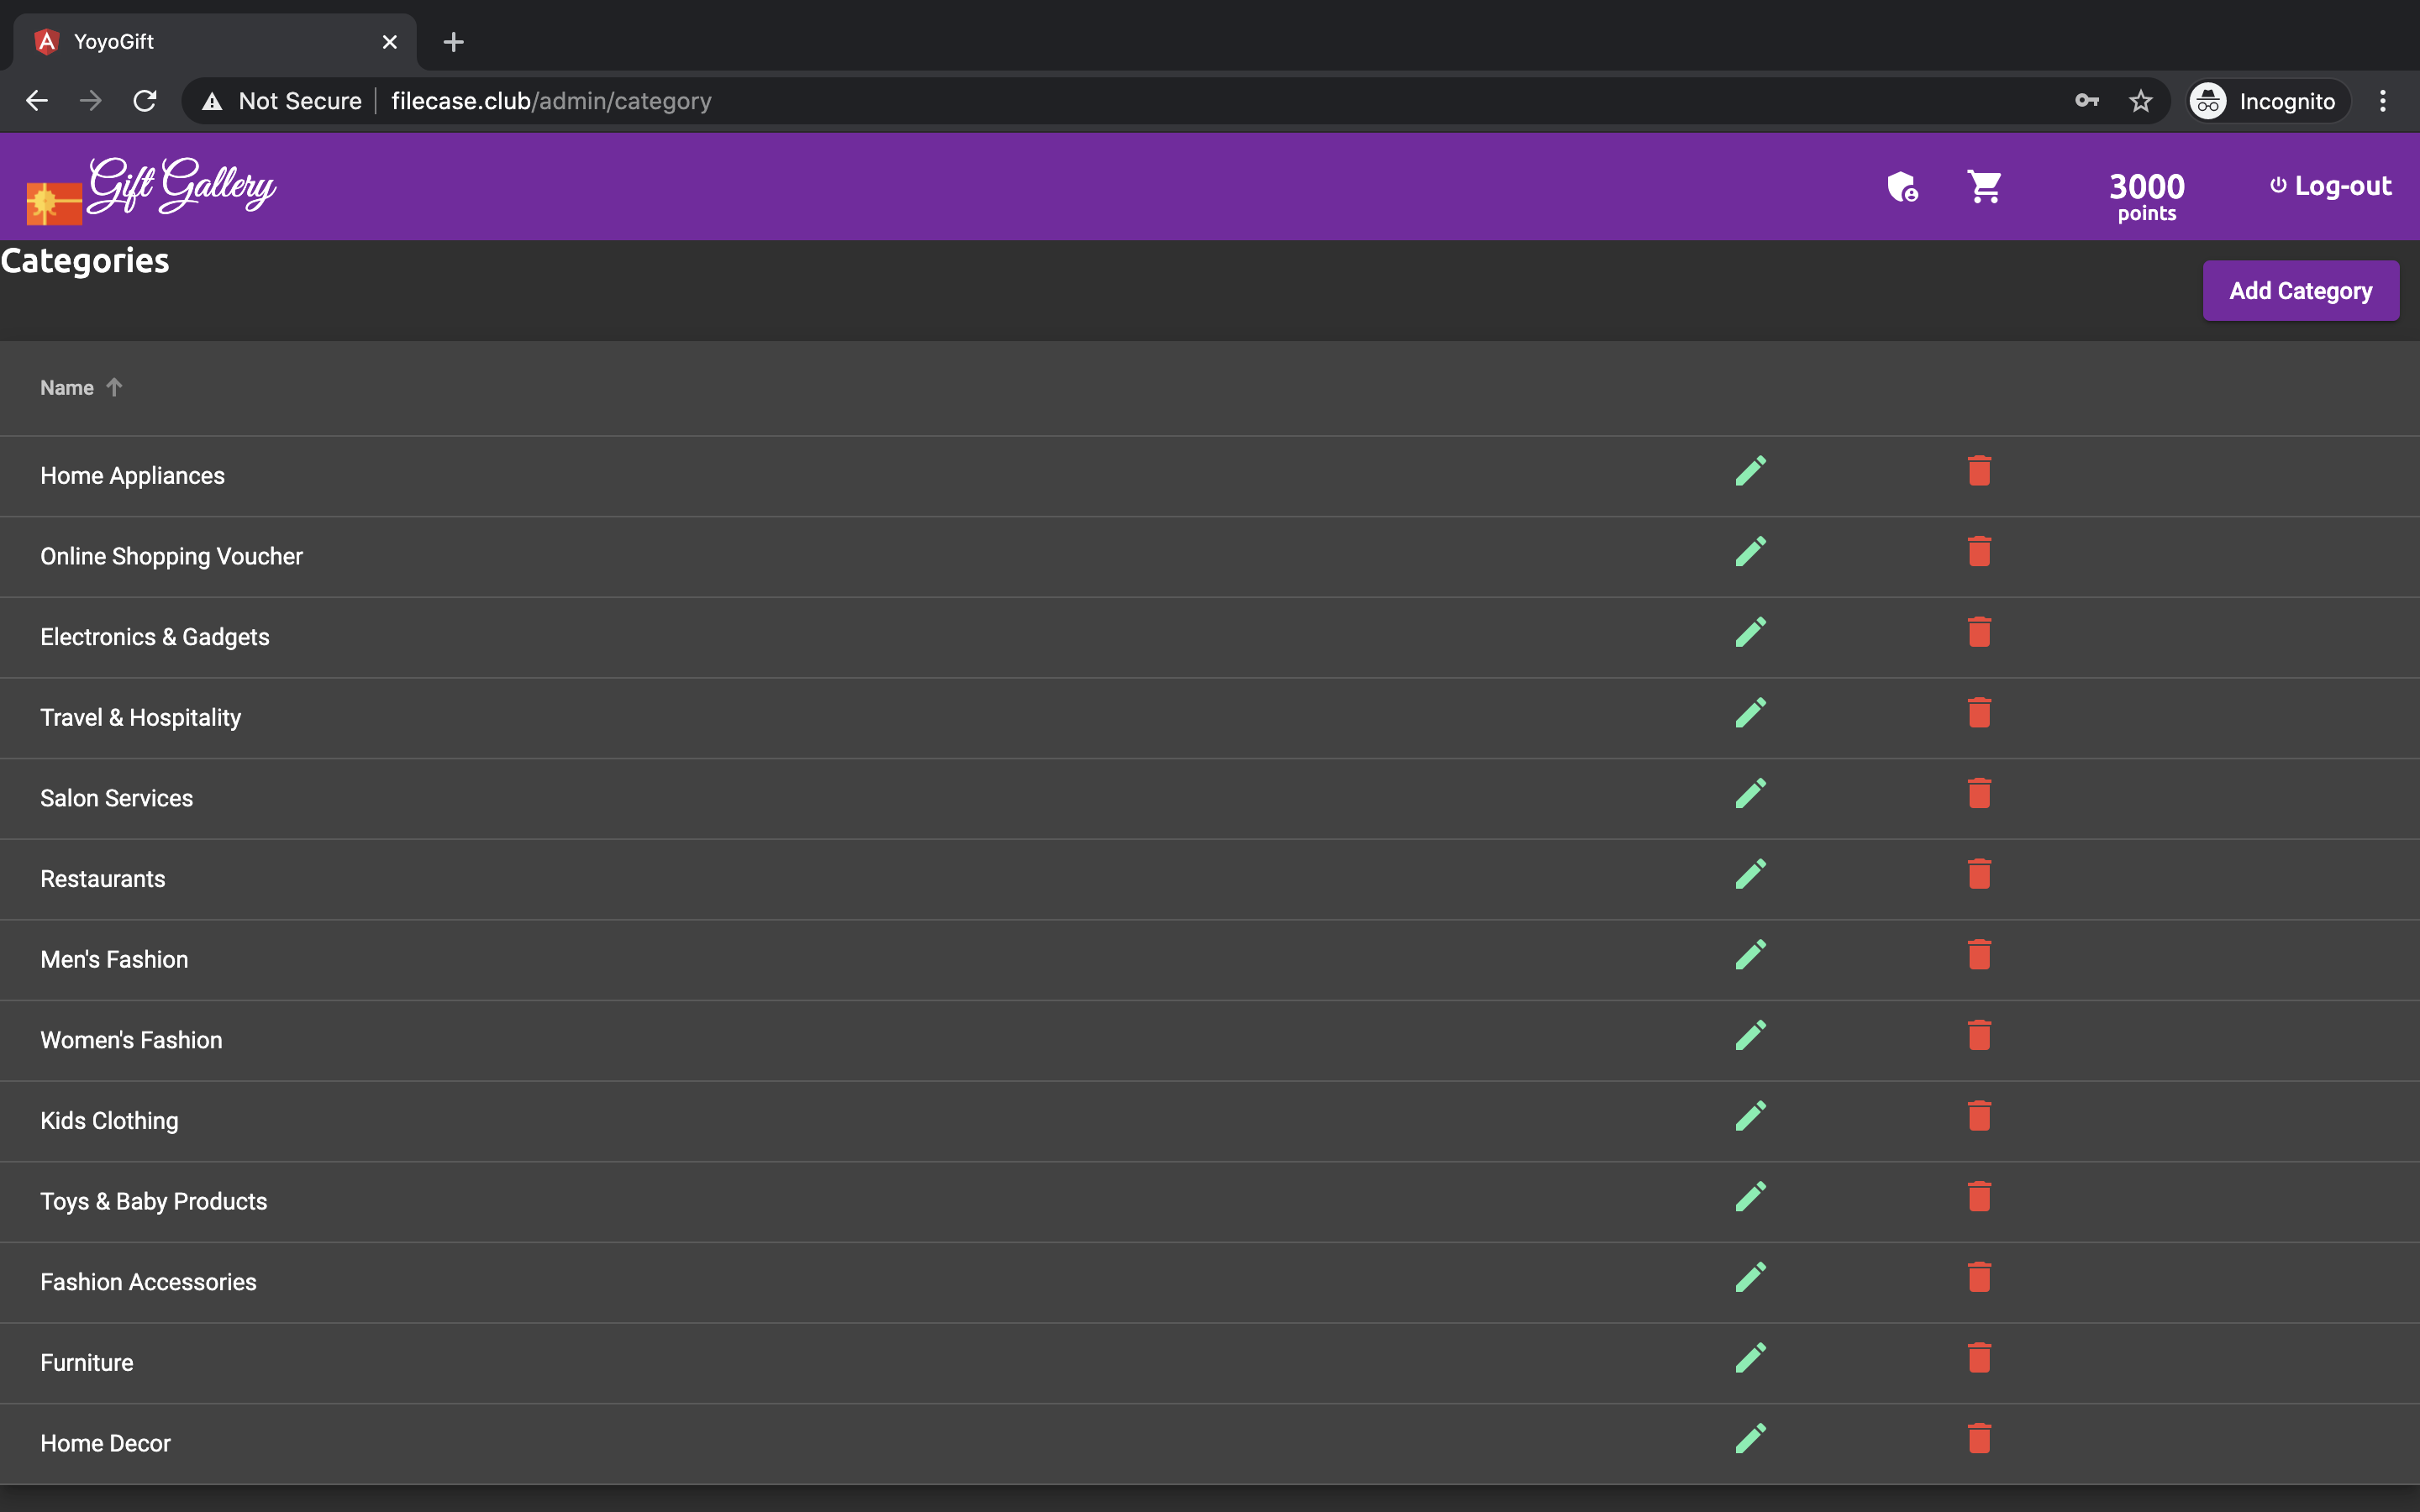 YoyoGift
Not Secure filecase.club/admin/category Incognito
Gift Gallery 3000 points Log-out
Categories
Add Category
Name
Home Appliances
Online Shopping Voucher
Electronics & Gadgets
Travel & Hospitality
Salon Services
Restaurants
Men's Fashion
Women's Fashion
Kids Clothing
Toys & Baby Products
Fashion Accessories
Furniture
Home Decor